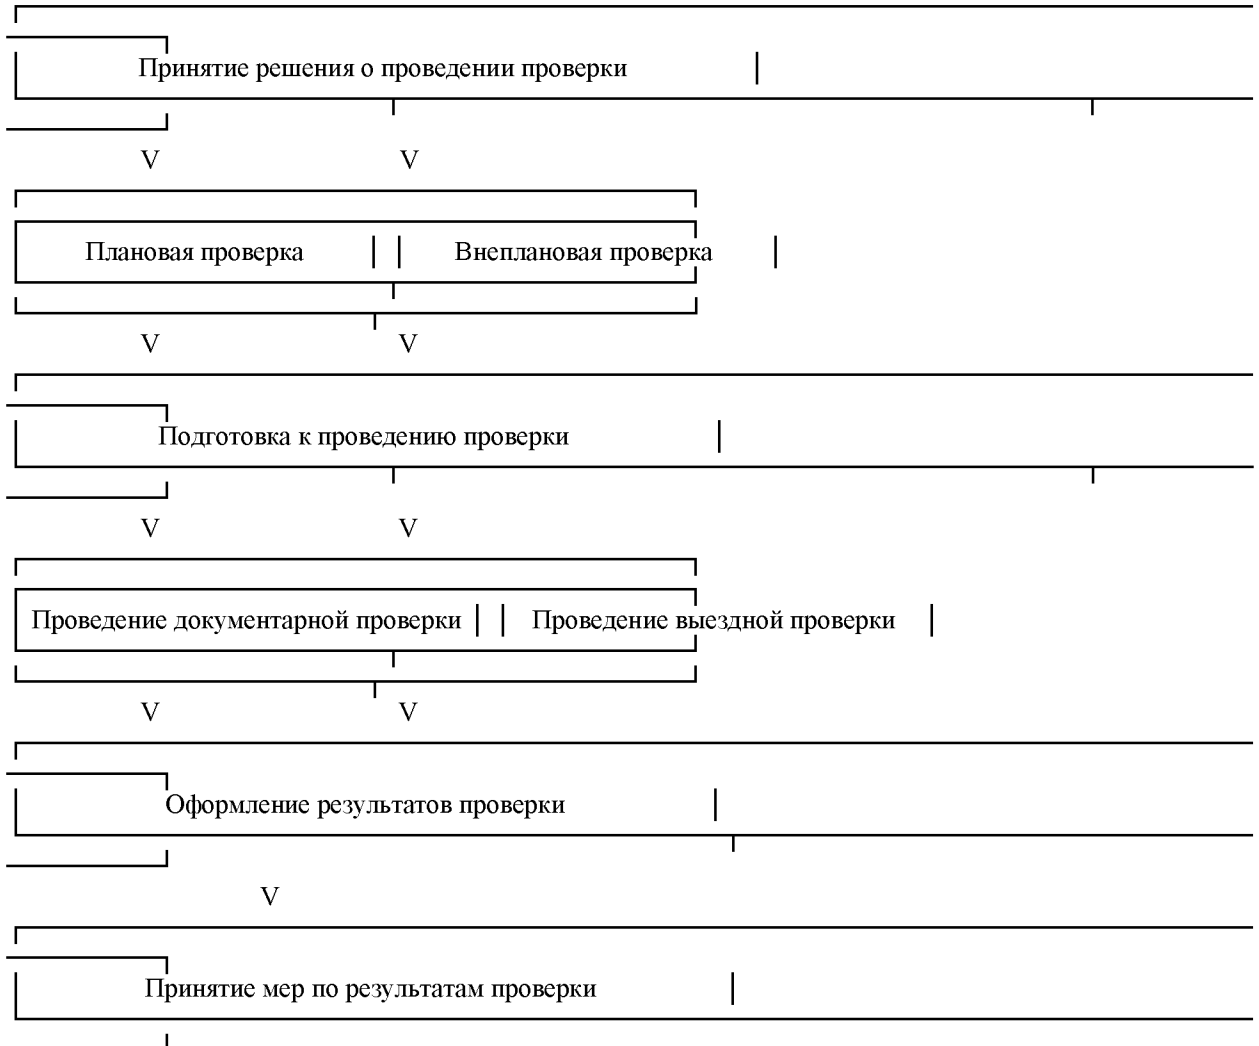 Принятие решения о проведении проверки
V V
Плановая проверка Внеплановая проверка
V V
Подготовка к проведению проверки
V V
Проведение документарной проверки Проведение выездной проверки
V V
Оформление результатов проверки
V
Принятие мер по результатам проверки